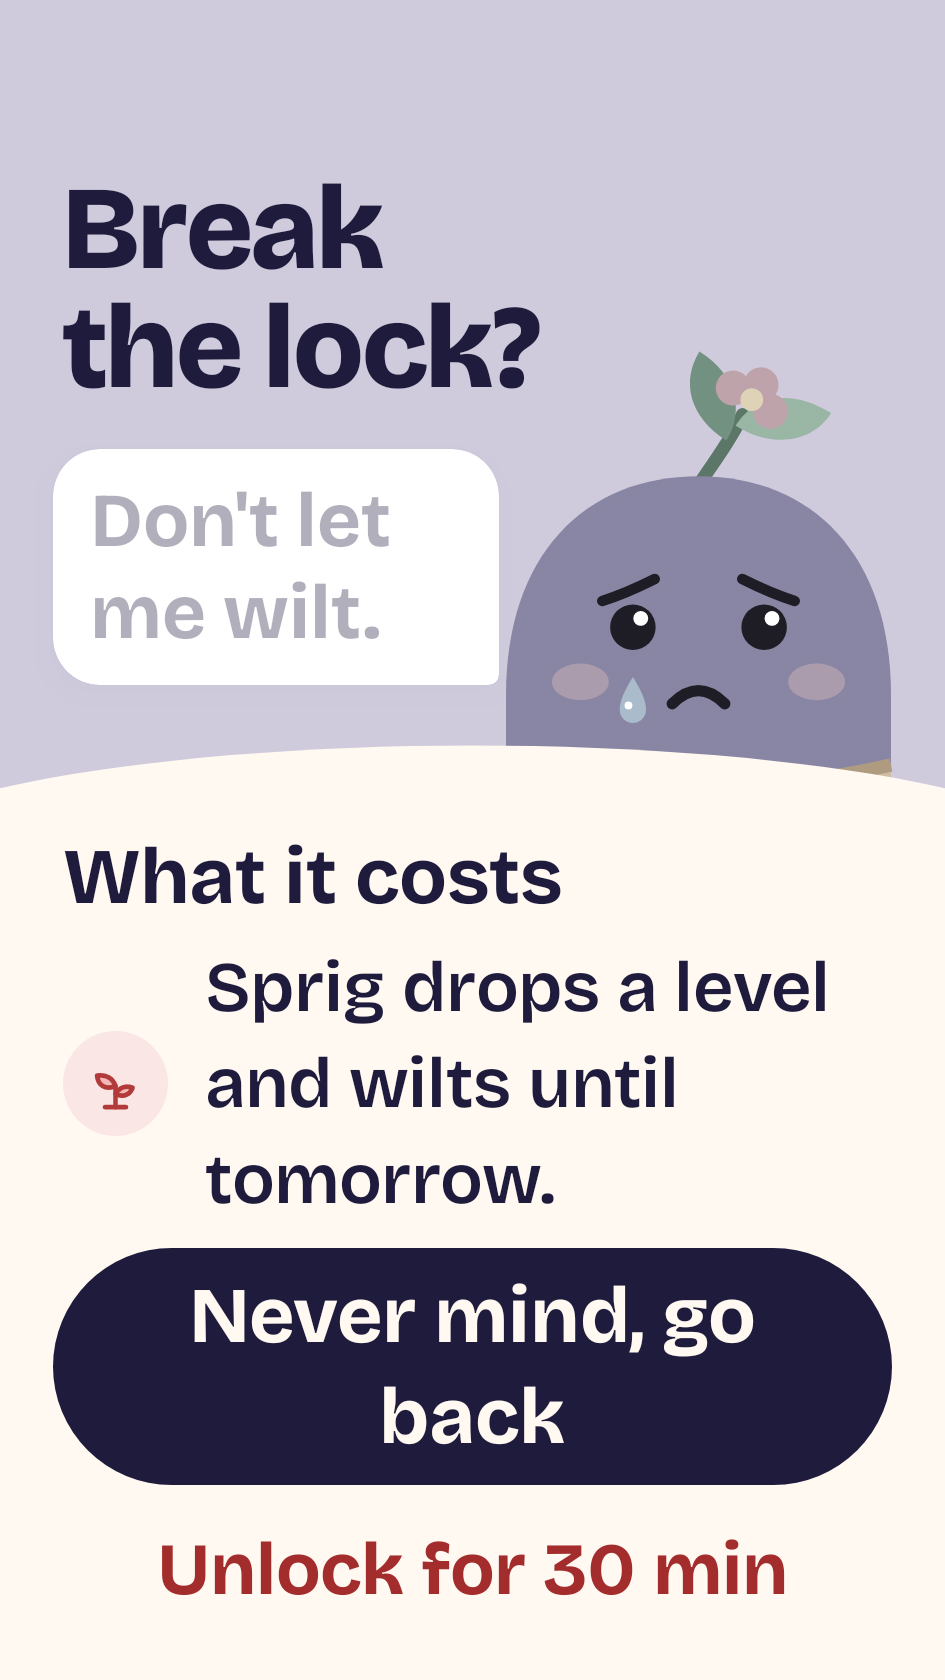 Break
the lock?
Don't let
me wilt.
What it costs
Sprig drops a level
and wilts until
tomorrow.
Never mind, go
back
Unlock for 30 min